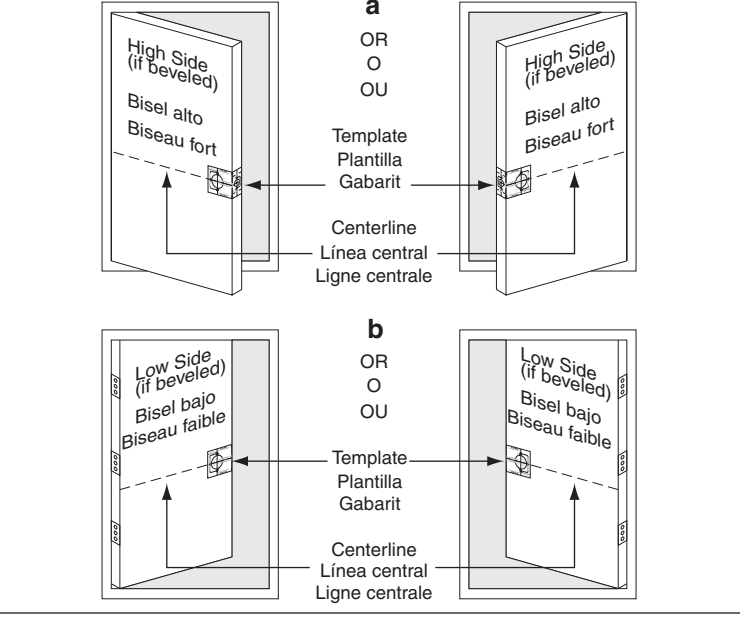 a
High Side
(if beveled)
Bisel alto
Biseau fort
OR
O
OU
High Side
(if beveled)
Bisel alto
Biseau fort
Template
Plantilla
Gabarit
Centerline
Línea central
Ligne centrale
b
Low Side
(if beveled)
Bisel bajo
Biseau faible
OR
O
OU
Low Side
(if beveled)
Bisel bajo
Biseau faible
Template
Plantilla
Gabarit
Centerline
Línea central
Ligne centrale